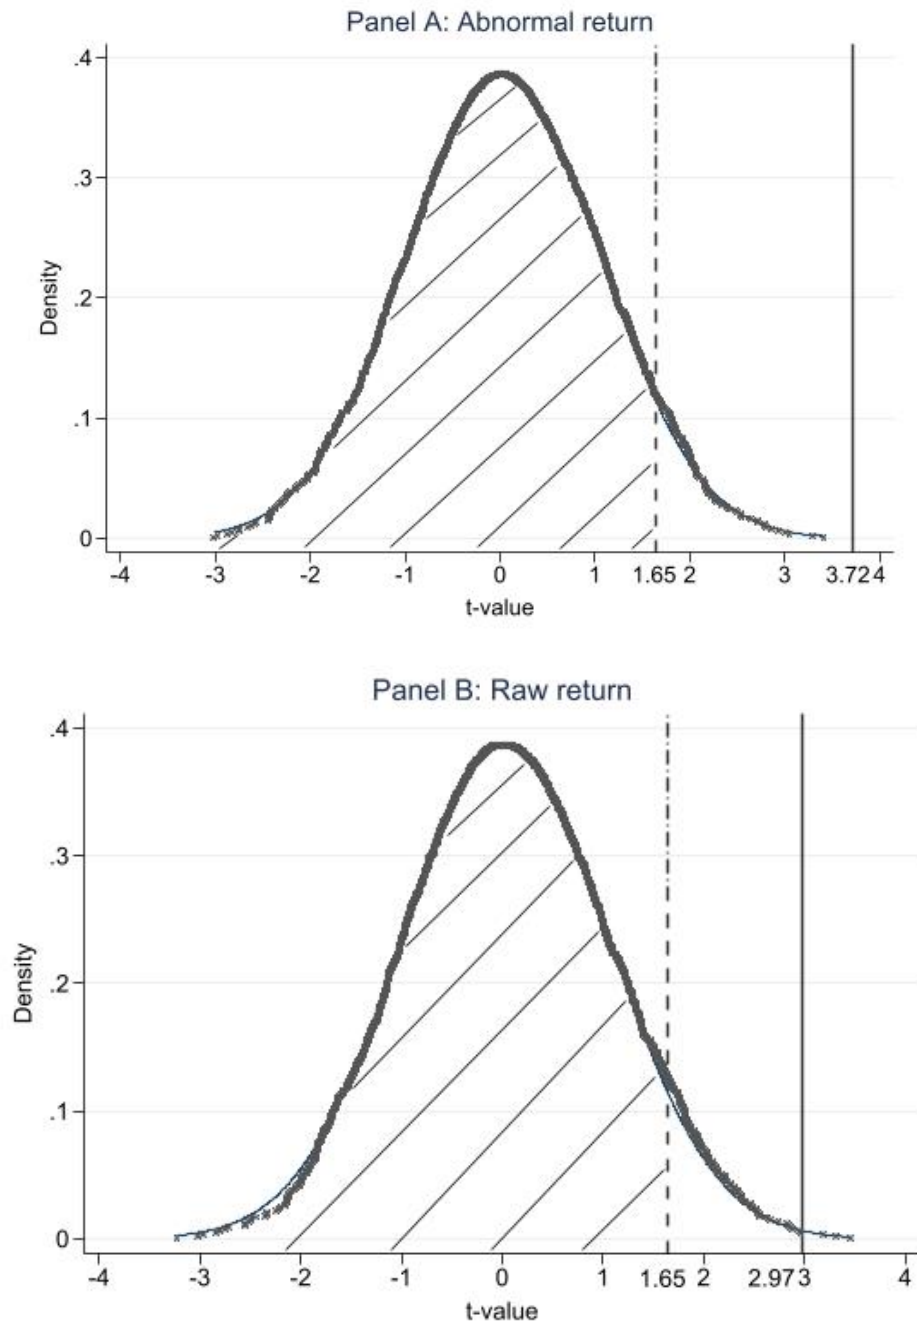 Panel A: Abnormal return
.4
.3
.2
.1
0
Density
-4 -3 -2 -1 0 1 1.65 2 3 3.72 4
t-value
Panel B: Raw return
.4
.3
.2
.1
0
Density
-4 -3 -2 -1 0 1 1.65 2 2.97 3 4
t-value